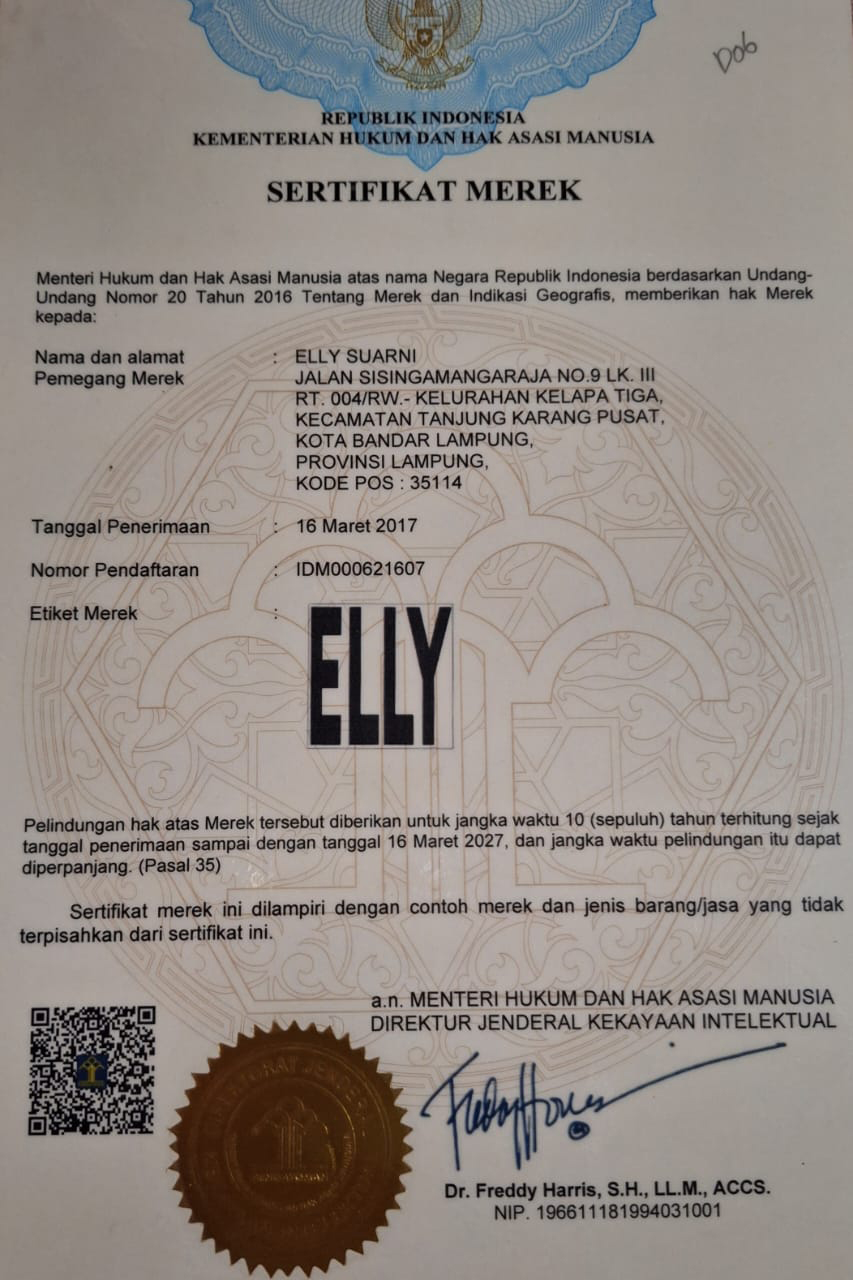 D06
REPUBLIK INDONESIA
KEMENTERIAN HUKUM DAN HAK ASASI MANUSIA
SERTIFIKAT MEREK
Menteri Hukum dan Hak Asasi Manusia atas nama Negara Republik Indonesia berdasarkan Undang-
Undang Nomor 20 Tahun 2016 Tentang Merek dan Indikasi Geografis, memberikan hak Merek
kepada:
Nama dan alamat : ELLY SUARNI
Pemegang Merek JALAN SISINGAMANGARAJA NO.9 LK. III
RT. 004/RW.- KELURAHAN KELAPA TIGA,
KECAMATAN TANJUNG KARANG PUSAT,
KOTA BANDAR LAMPUNG,
PROVINSI LAMPUNG,
KODE POS : 35114
Tanggal Penerimaan : 16 Maret 2017
Nomor Pendaftaran : IDM000621607
Etiket Merek :
ELLY
Pelindungan hak atas Merek tersebut diberikan untuk jangka waktu 10 (sepuluh) tahun terhitung sejak
tanggal penerimaan sampai dengan tanggal 16 Maret 2027, dan jangka waktu pelindungan itu dapat
diperpanjang. (Pasal 35)
Sertifikat merek ini dilampiri dengan contoh merek dan jenis barang/jasa yang tidak
terpisahkan dari sertifikat ini.
a.n. MENTERI HUKUM DAN HAK ASASI MANUSIA
DIREKTUR JENDERAL KEKAYAAN INTELEKTUAL
Dr. Freddy Harris, S.H., LL.M., ACCS.
NIP. 196611181994031001